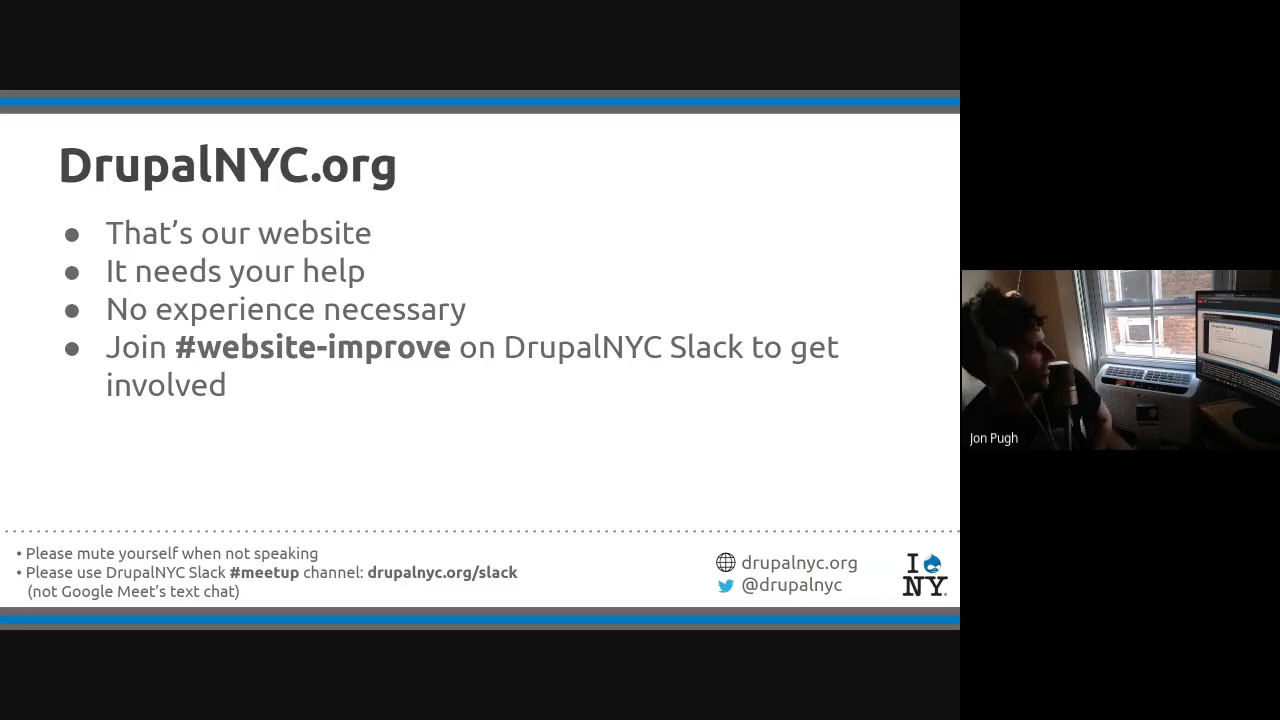 DrupalNYC.org
● That’s our website
● It needs your help
● No experience necessary
● Join #website-improve on DrupalNYC Slack to get
involved
• Please mute yourself when not speaking
• Please use DrupalNYC Slack #meetup channel: drupalnyc.org/slack
(not Google Meet’s text chat)
drupalnyc.org
@drupalnyc
I
NY.
Jon Pugh